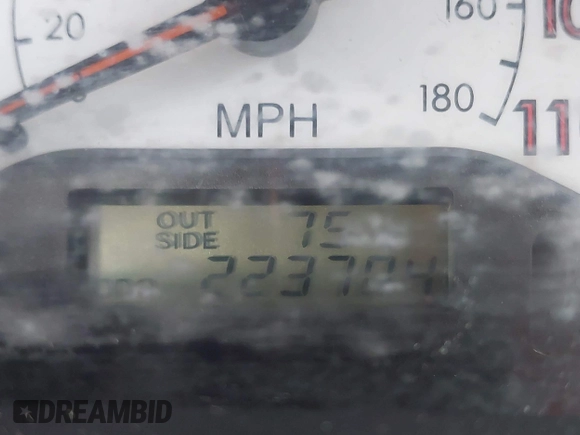 20
160
180
MPH
OUT 75
SIDE
223704
DREAMBID